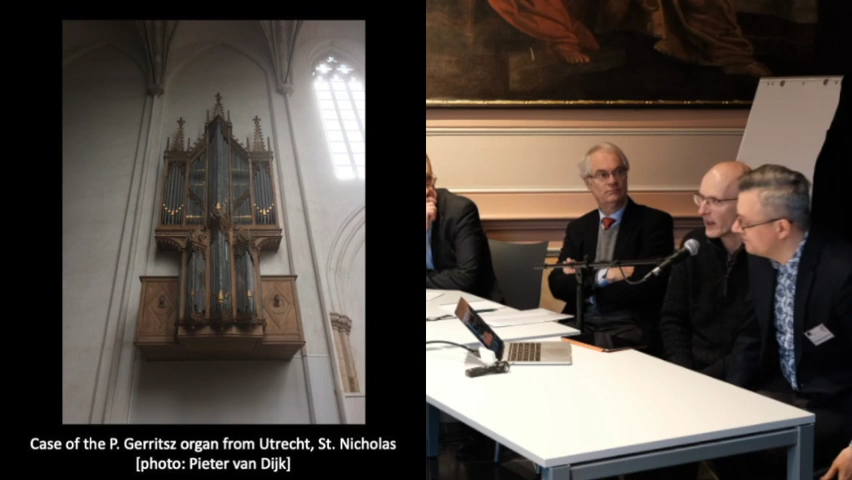 Case of the P. Gerritsz organ from Utrecht, St. Nicholas
[photo: Pieter van Dijk]